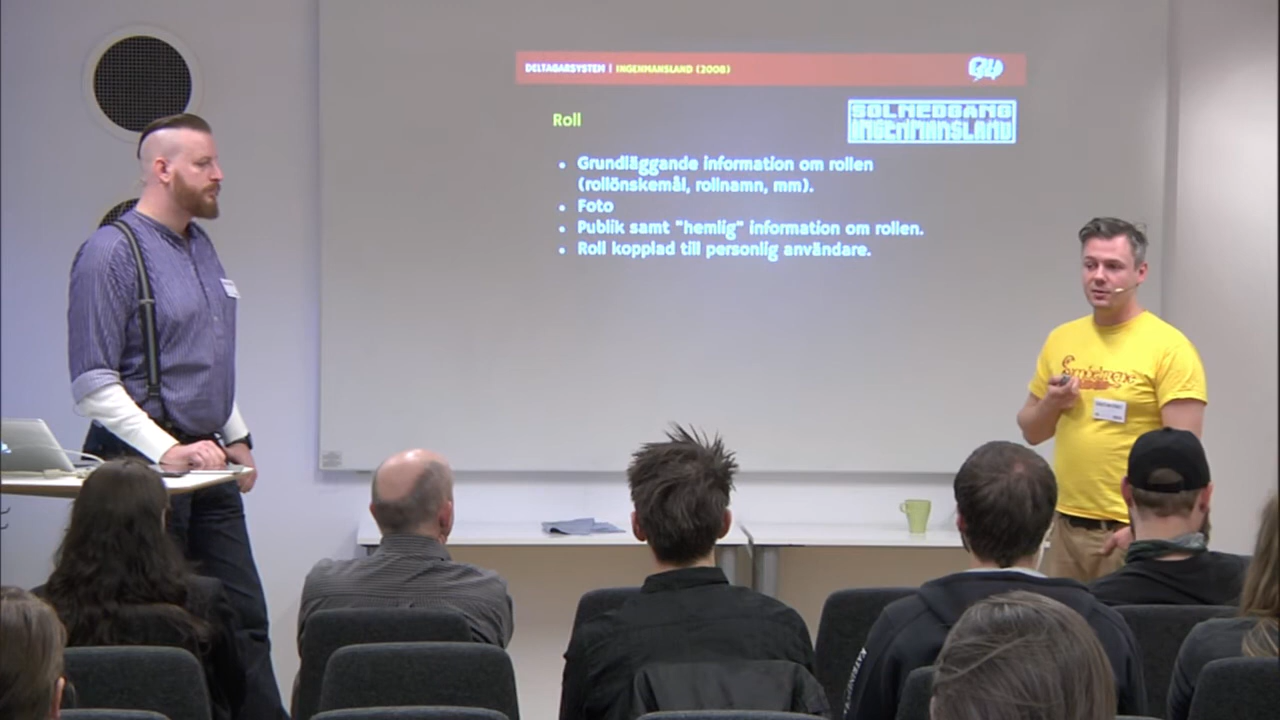 DELTAGARSYSTEM | INGENMANSLAND (2008)
SOLMEDGANG
INGENMANSLAND
Roll
• Grundläggande information om rollen
(rollönskemål, rollnamn, mm).
• Foto
• Publik samt "hemlig" information om rollen.
• Roll kopplad till personlig användare.